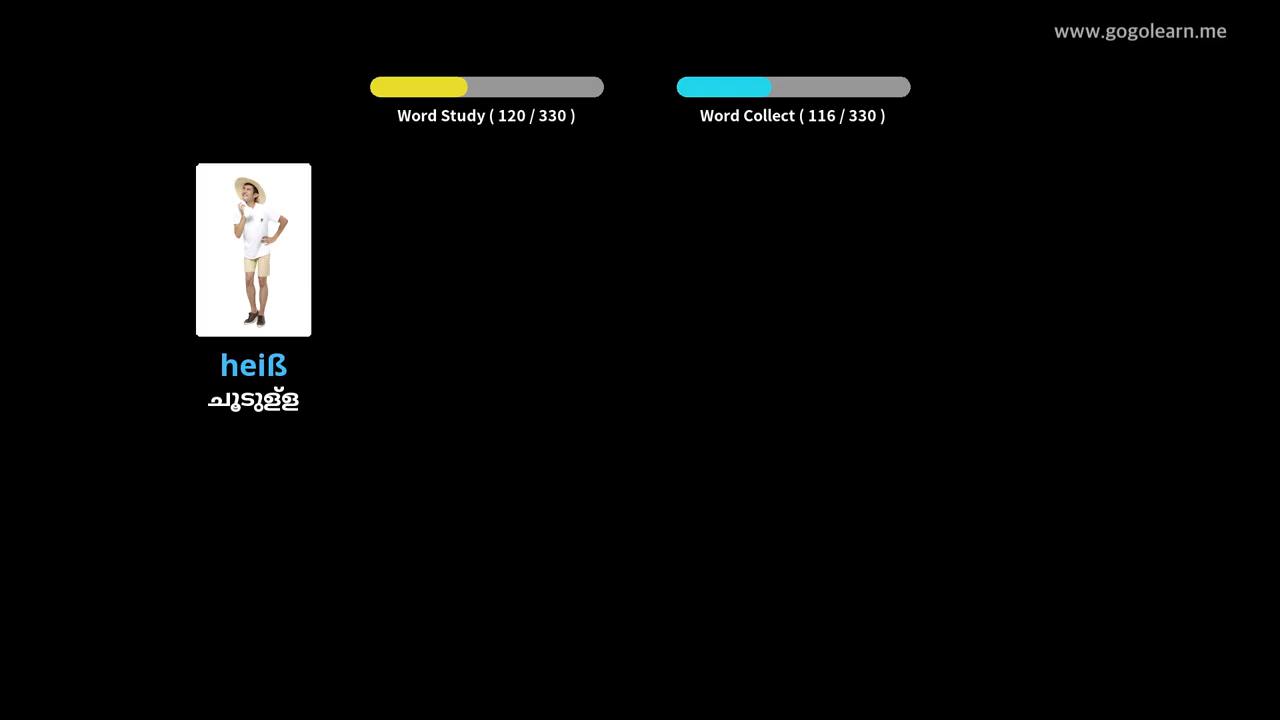 www.gogolearn.me
Word Study ( 120 / 330 )
Word Collect ( 116 / 330 )
heiß
ചൂടുള്ള